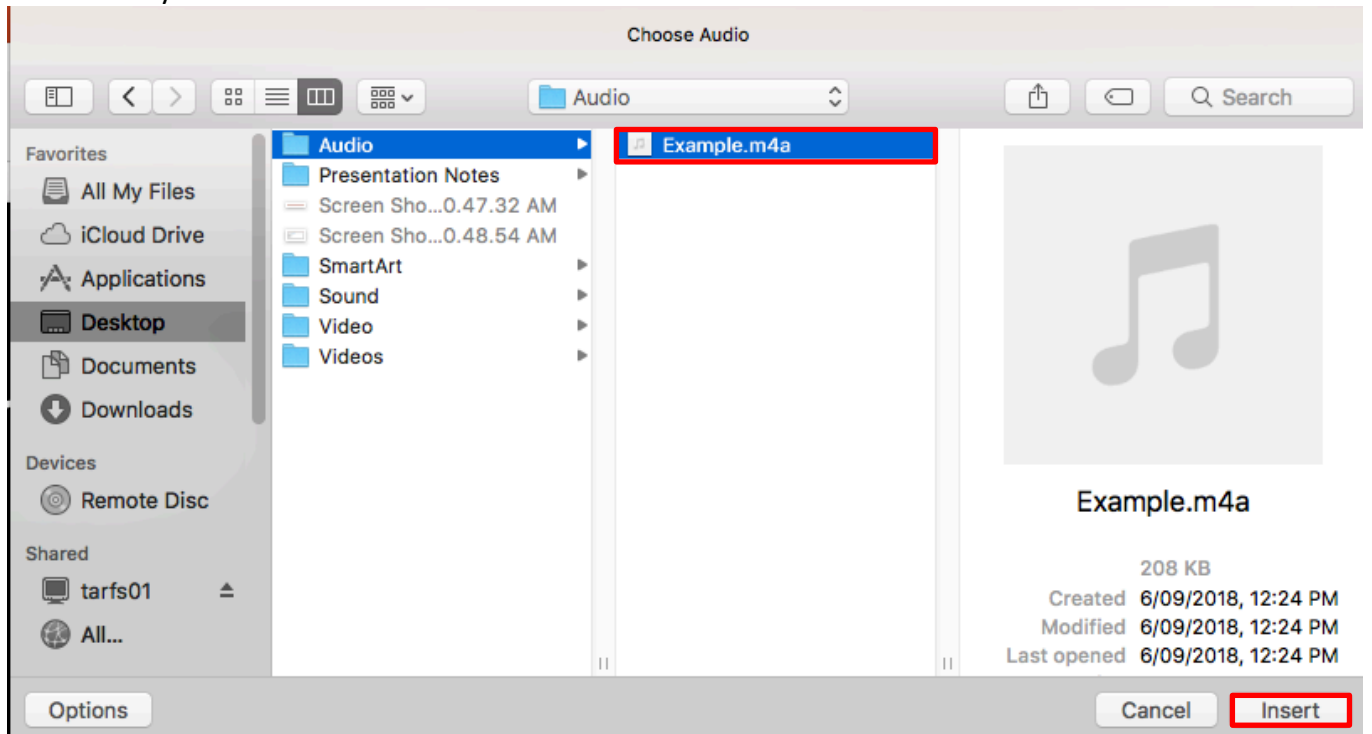 Choose Audio
Audio
Search
Favorites
All My Files
iCloud Drive
Applications
Desktop
Documents
Downloads
Devices
Remote Disc
Shared
tarfs01
All...
Audio
Presentation Notes
Screen Sho...0.47.32 AM
Screen Sho...0.48.54 AM
SmartArt
Sound
Video
Videos
Example.m4a
Example.m4a
208 KB
Created 6/09/2018, 12:24 PM
Modified 6/09/2018, 12:24 PM
Last opened 6/09/2018, 12:24 PM
Options
Cancel
Insert